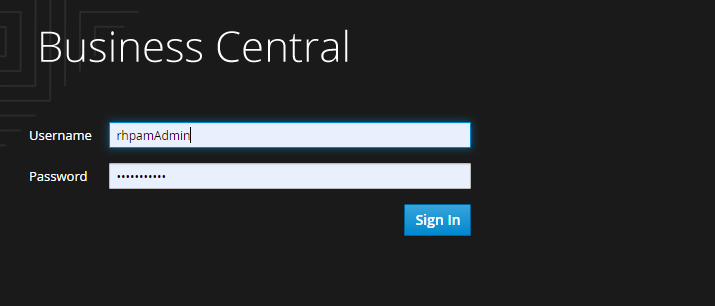 Business Central
Username rhpamAdmin
Password •••••••••••
Sign In